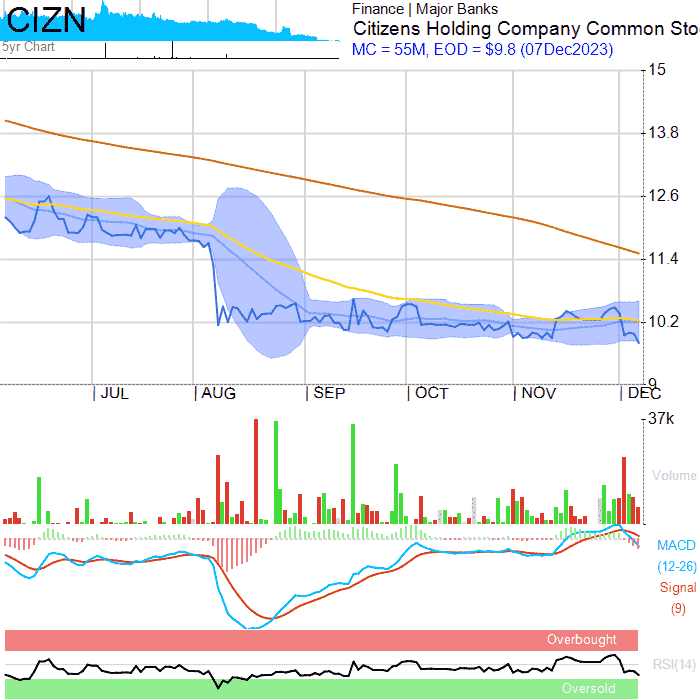 CIZN
5yr Chart
Finance | Major Banks
Citizens Holding Company Common Sto
MC = 55M, EOD = $9.8 (07Dec2023)
15
13.8
12.6
11.4
10.2
9
JUL AUG SEP OCT NOV DEC
37k
Volume
MACD
(12-26)
Signal
(9)
Overbought
RSI(14)
Oversold